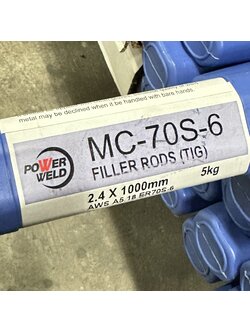 metal may be declined when it be handled with bare hands.
POWER
WELD
MC-70S-6
FILLER RODS (TIG)
2.4 X 1000mm
5kg
AWS A5.18 ER70S-6